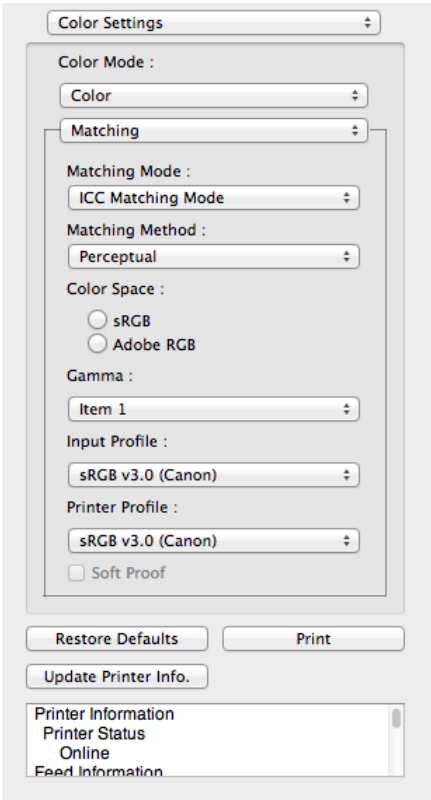 Color Settings
Color Mode :
Color
Matching
Matching Mode :
ICC Matching Mode
Matching Method :
Perceptual
Color Space :
sRGB
Adobe RGB
Gamma :
Item 1
Input Profile :
sRGB v3.0 (Canon)
Printer Profile :
sRGB v3.0 (Canon)
Soft Proof
Restore Defaults
Print
Update Printer Info.
Printer Information
Printer Status
Online
Feed Information